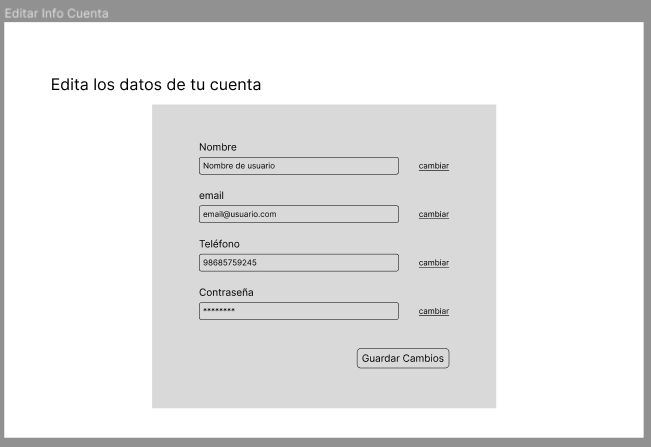 Editar Info Cuenta
Edita los datos de tu cuenta
Nombre
Nombre de usuario cambiar
email
email@usuario.com cambiar
Teléfono
98685759245 cambiar
Contraseña
******** cambiar
Guardar Cambios